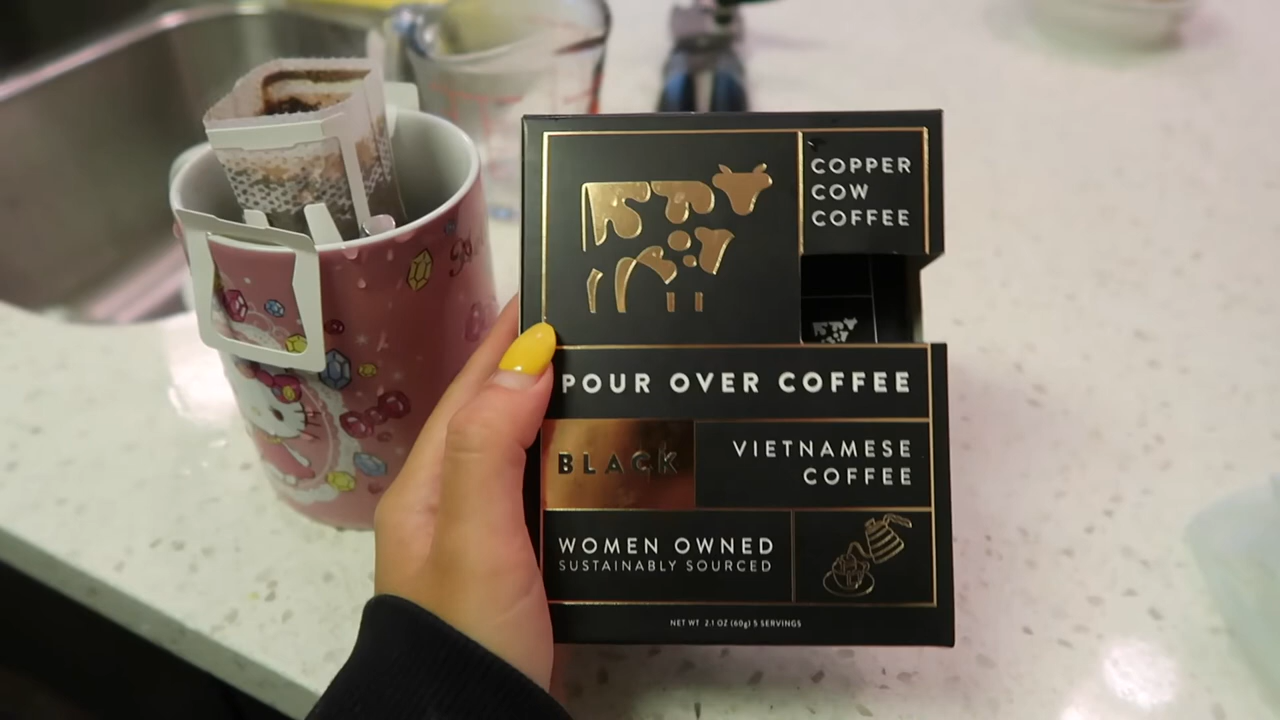 COPPER
COW
COFFEE
POUR OVER COFFEE
BLACK
VIETNAMESE
COFFEE
WOMEN OWNED
SUSTAINABLY SOURCED
NET WT 2.1 OZ (60g) 5 SERVINGS